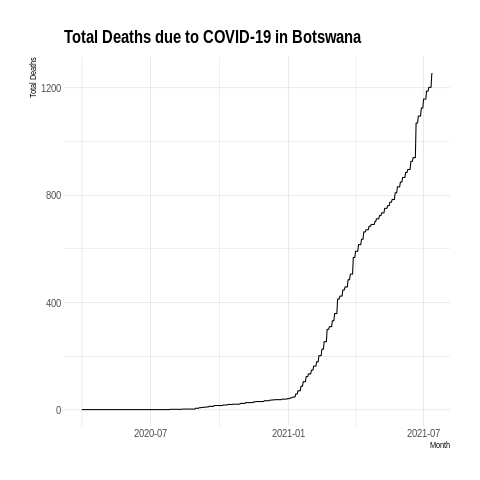 Total Deaths due to COVID-19 in Botswana
Total Deaths
1200
800
400
0
2020-07
2021-01
2021-07
Month